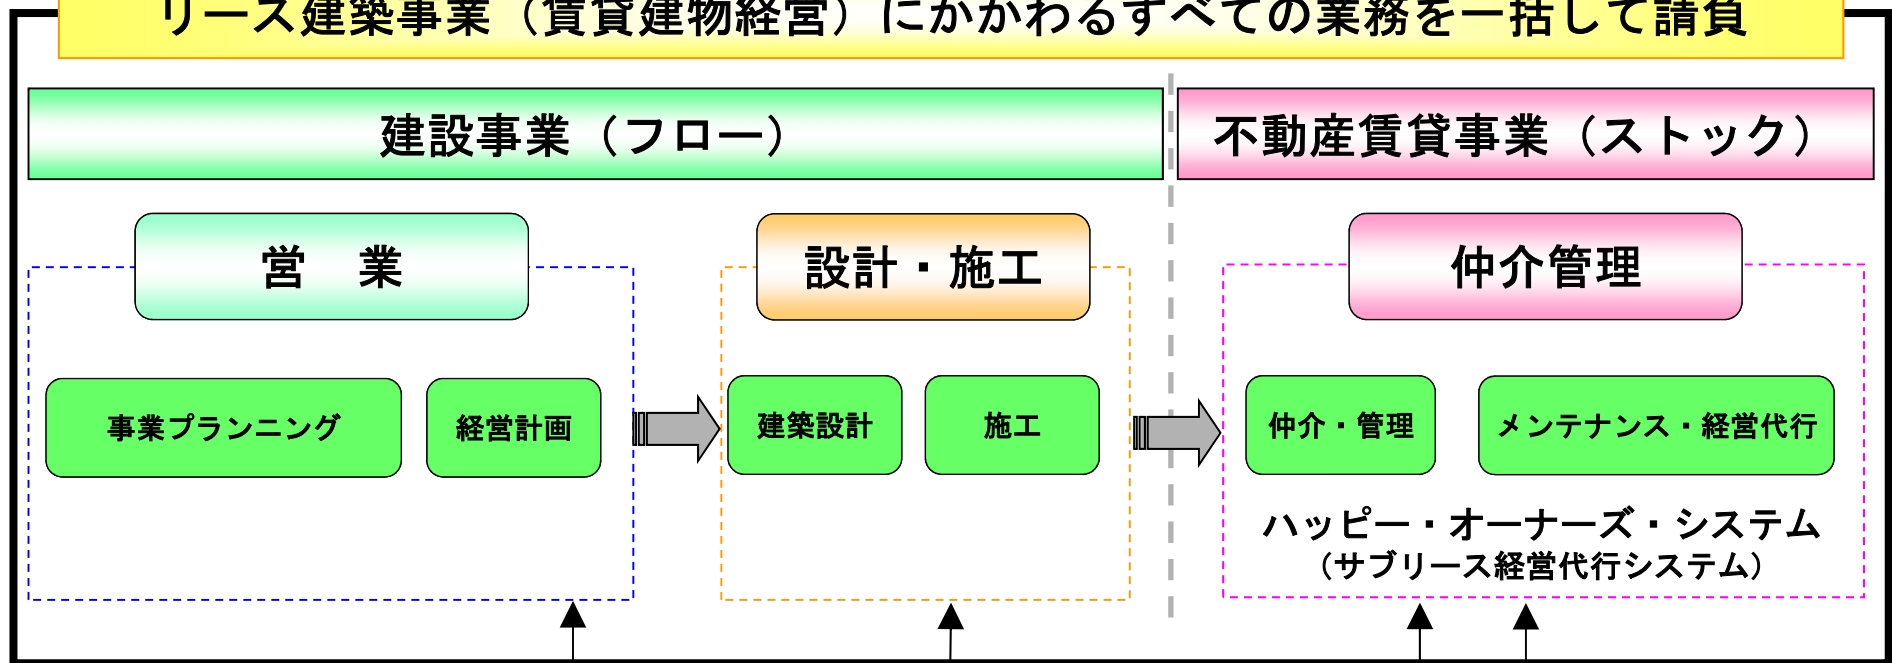 リース建築事業（賃貸建物経営）にかかわるすべての業務を一括して請負
建設事業（フロー）
不動産賃貸事業（ストック）
営　業
設計・施工
仲介管理
事業プランニング
経営計画
建築設計
施工
仲介・管理
メンテナンス・経営代行
ハッピー・オーナーズ・システム
（サブリース経営代行システム）